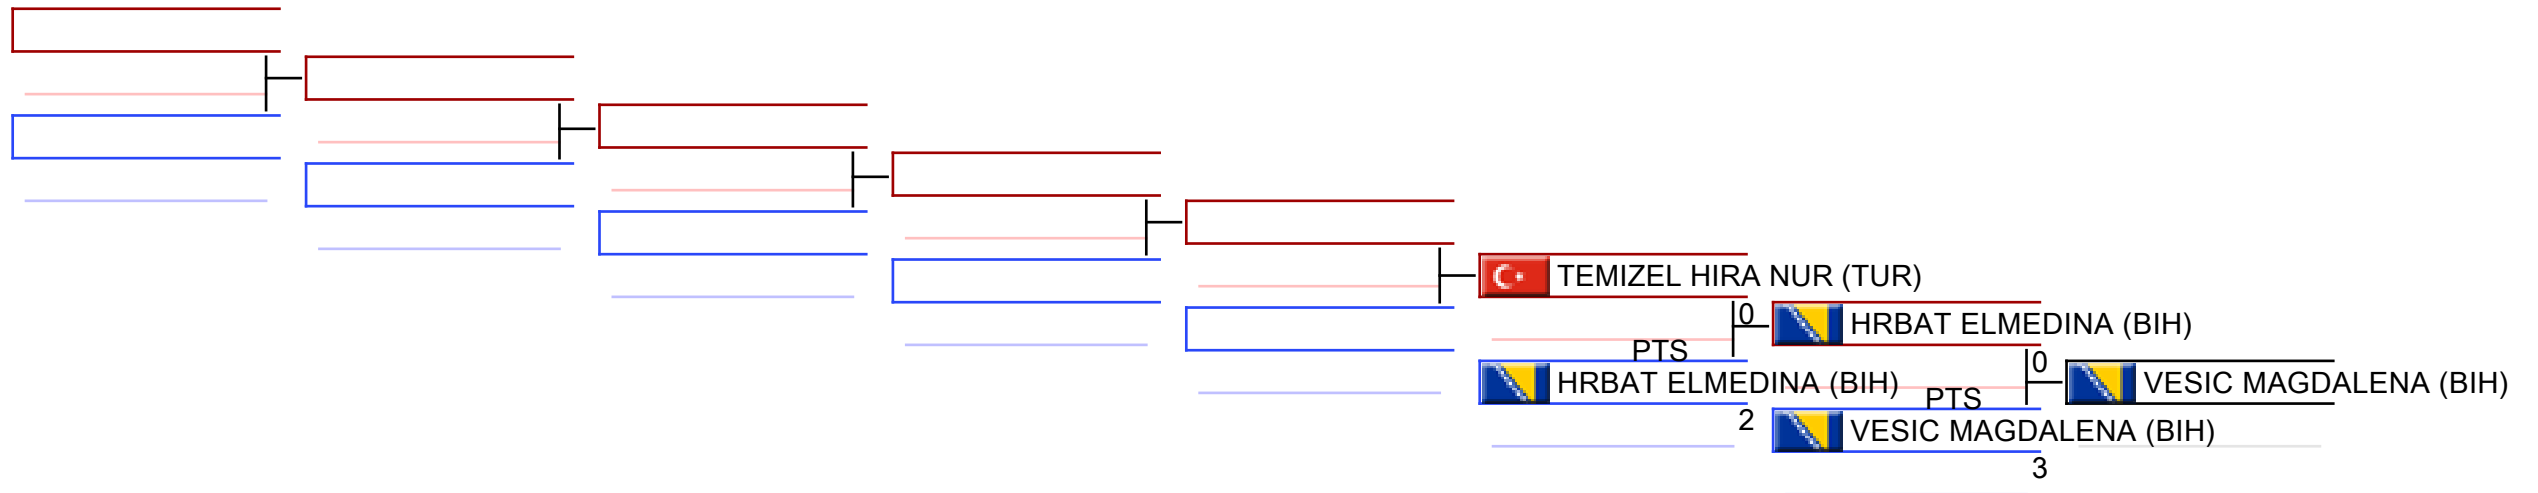 TEMIZEL HIRA NUR (TUR)
0
HRBAT ELMEDINA (BIH)
PTS
0
HRBAT ELMEDINA (BIH)
VESIC MAGDALENA (BIH)
PTS
2
VESIC MAGDALENA (BIH)
3